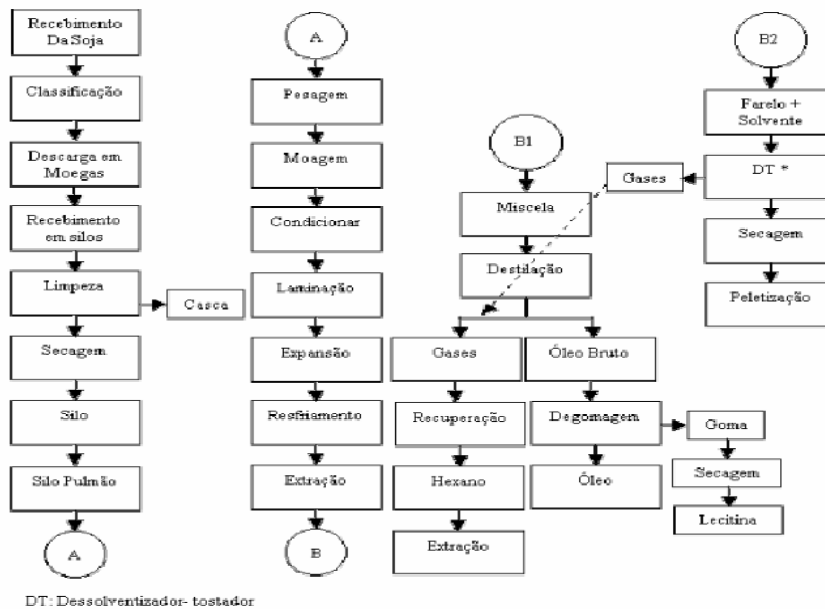 Recebimento
Da Soja
Classificação
Descarga em
Moegas
Recebimento
em silos
Limpeza
Casca
Secagem
Silo
Silo Pulmão
A
A
Pesagem
Moagem
Condicionar
Laminação
Expansão
Resfriamento
Extração
B
B1
Miscela
Destilação
Gases
Recuperação
Hexano
Extração
Óleo Bruto
Degomagem
Óleo
Goma
Secagem
Lecitina
B2
Farelo +
Solvente
DT *
Gases
Secagem
Peletização
DT: Dessolventizador- tostador